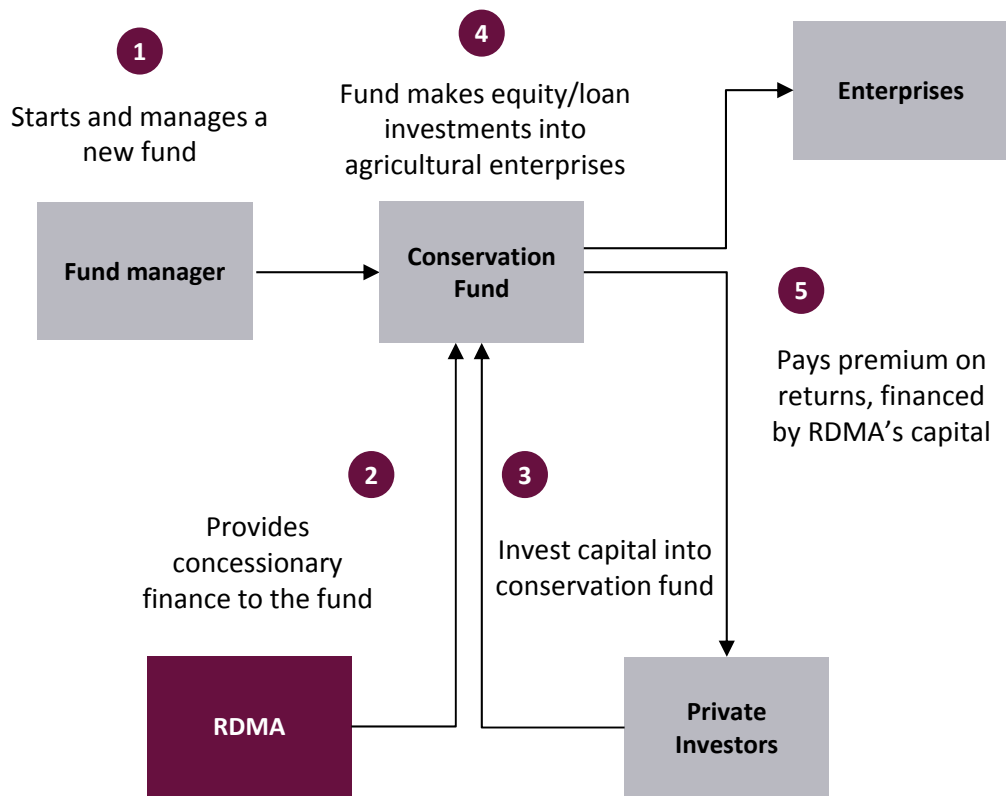 1
Starts and manages a
new fund
Fund manager
4
Fund makes equity/loan
investments into
agricultural enterprises
Conservation
Fund
Enterprises
5
Pays premium on
returns, financed
by RDMA's capital
2
Provides
concessionary
finance to the fund
RDMA
3
Invest capital into
conservation fund
Private
Investors